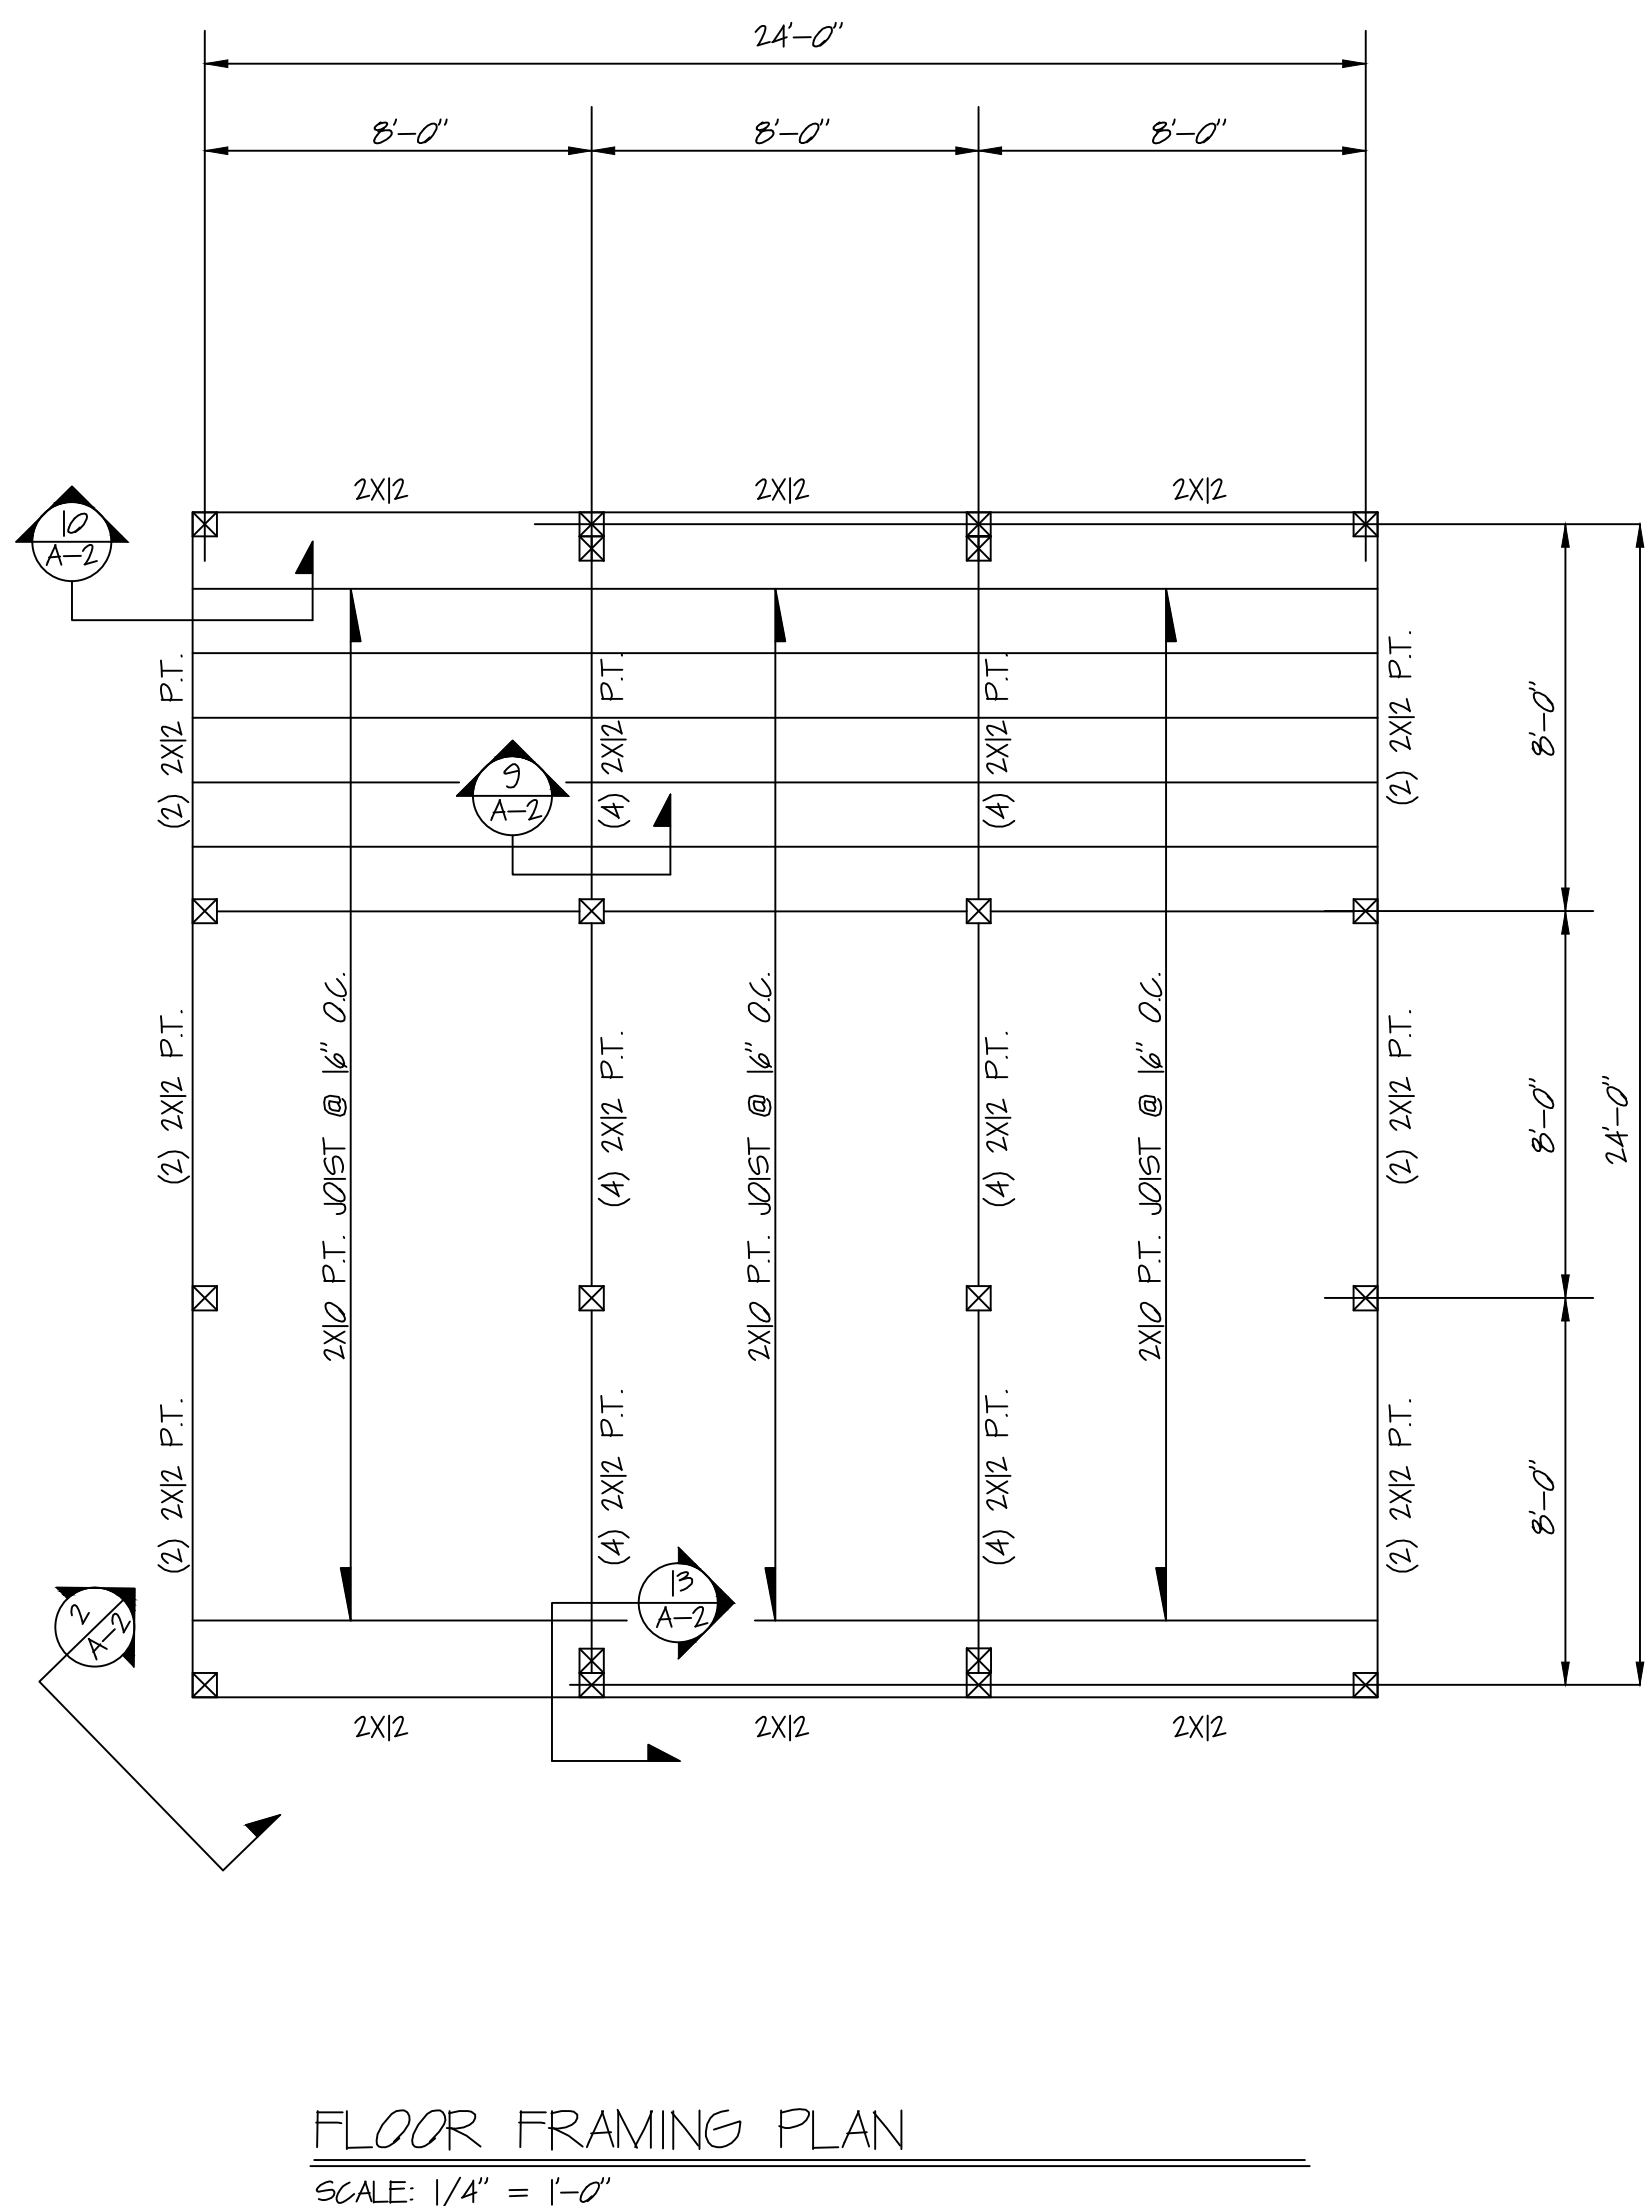 24'-0"
8'-0" 8'-0" 8'-0"
2X12 2X12 2X12
10
A-2
(2) 2X12 P.T.
(4) 2X12 P.T.
(4) 2X12 P.T.
(2) 2X12 P.T.
8'-0"
9
A-2
2X10 P.T. JOIST @ 16" O.C.
2X10 P.T. JOIST @ 16" O.C.
2X10 P.T. JOIST @ 16" O.C.
(2) 2X12 P.T.
(4) 2X12 P.T.
(4) 2X12 P.T.
(2) 2X12 P.T.
8'-0"
24'-0"
(2) 2X12 P.T.
(4) 2X12 P.T.
(4) 2X12 P.T.
(2) 2X12 P.T.
8'-0"
13
A-2
2
A-2
2X12 2X12 2X12
FLOOR FRAMING PLAN
SCALE: 1/4" = 1'-0"